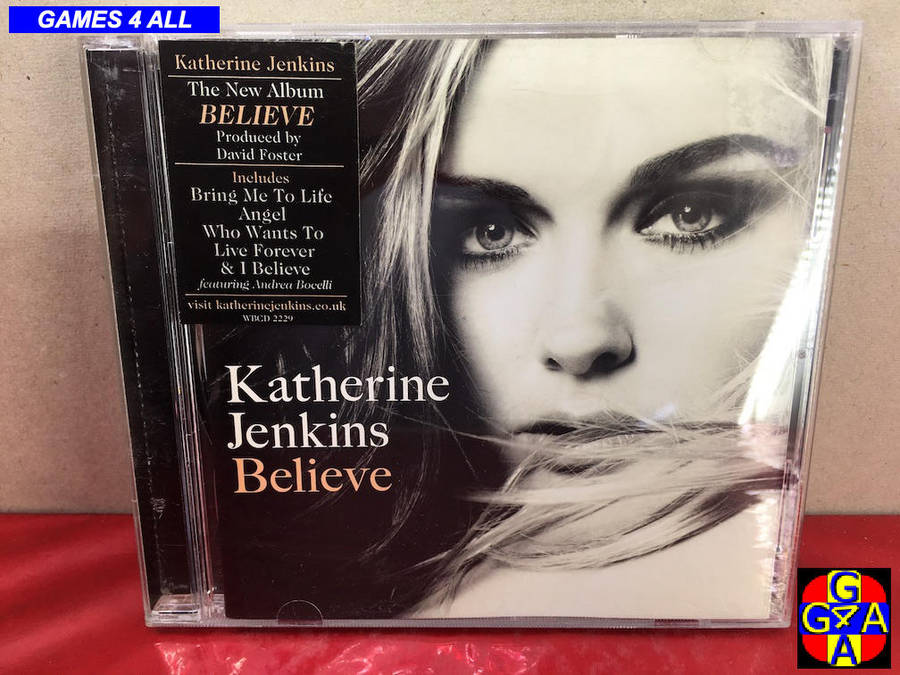 GAMES 4 ALL
Katherine Jenkins
The New Album
BELIEVE
Produced by
David Foster
Includes
Bring Me To Life
Angel
Who Wants To
Live Forever
& I Believe
featuring Andrea Bocelli
visit katherinejenkins.co.uk
WBCD 2229
Katherine
Jenkins
Believe
G
G4A
A